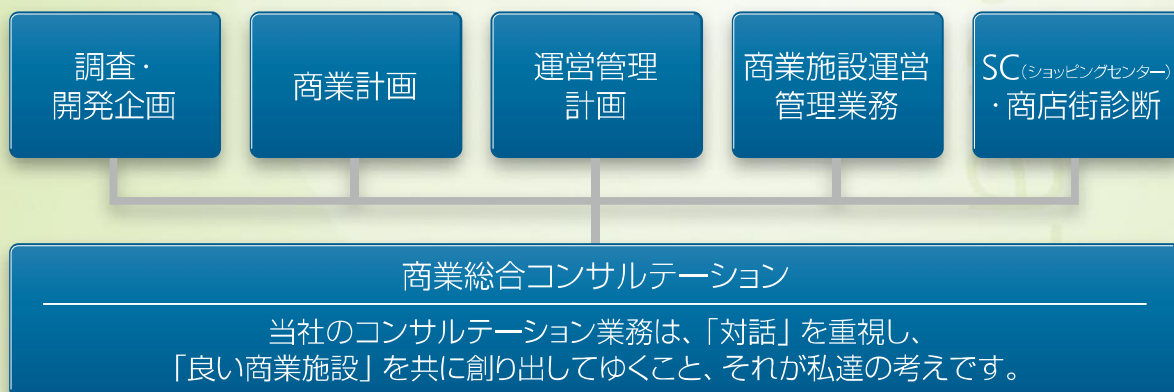 調査・
開発企画
商業計画
運営管理
計画
商業施設運営
管理業務
SC(ショッピングセンター)
・商店街診断
商業総合コンサルテーション
当社のコンサルテーション業務は、「対話」を重視し、
「良い商業施設」を共に創り出してゆくこと、それが私達の考えです。